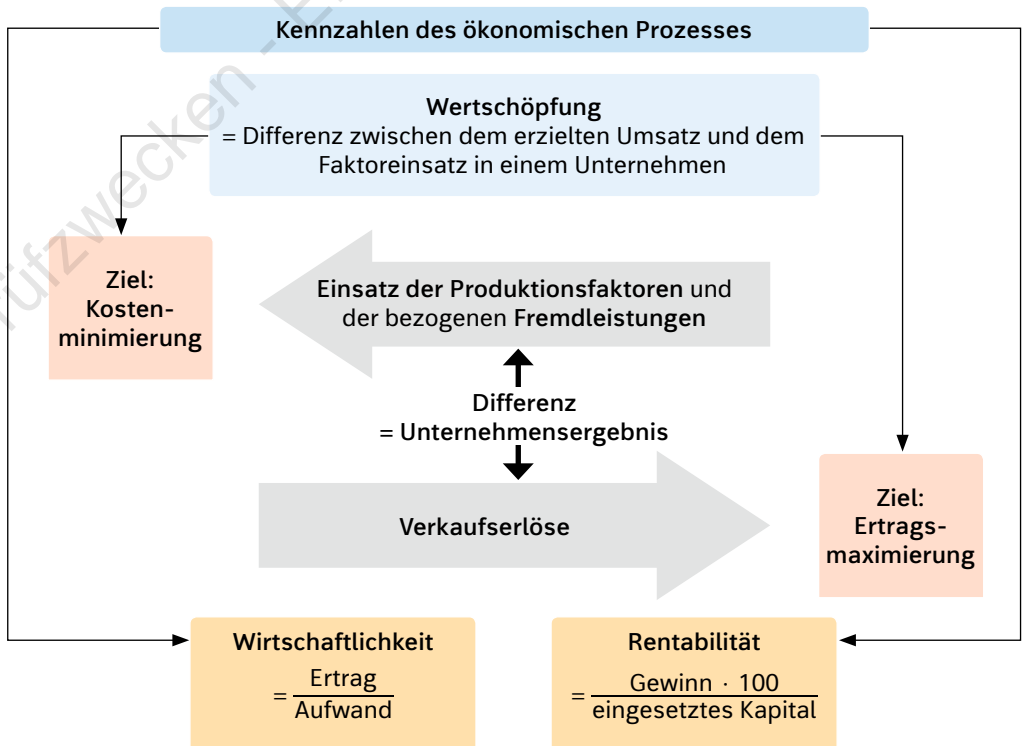 Kennzahlen des ökonomischen Prozesses
Wertschöpfung
= Differenz zwischen dem erzielten Umsatz und dem
Faktoreinsatz in einem Unternehmen
Ziel:
Kosten-
minimierung
Einsatz der Produktionsfaktoren und
der bezogenen Fremdleistungen
Differenz
= Unternehmensergebnis
Verkaufserlöse
Ziel:
Ertrags-
maximierung
Wirtschaftlichkeit
= Ertrag
Aufwand
Rentabilität
= Gewinn · 100
eingesetztes Kapital